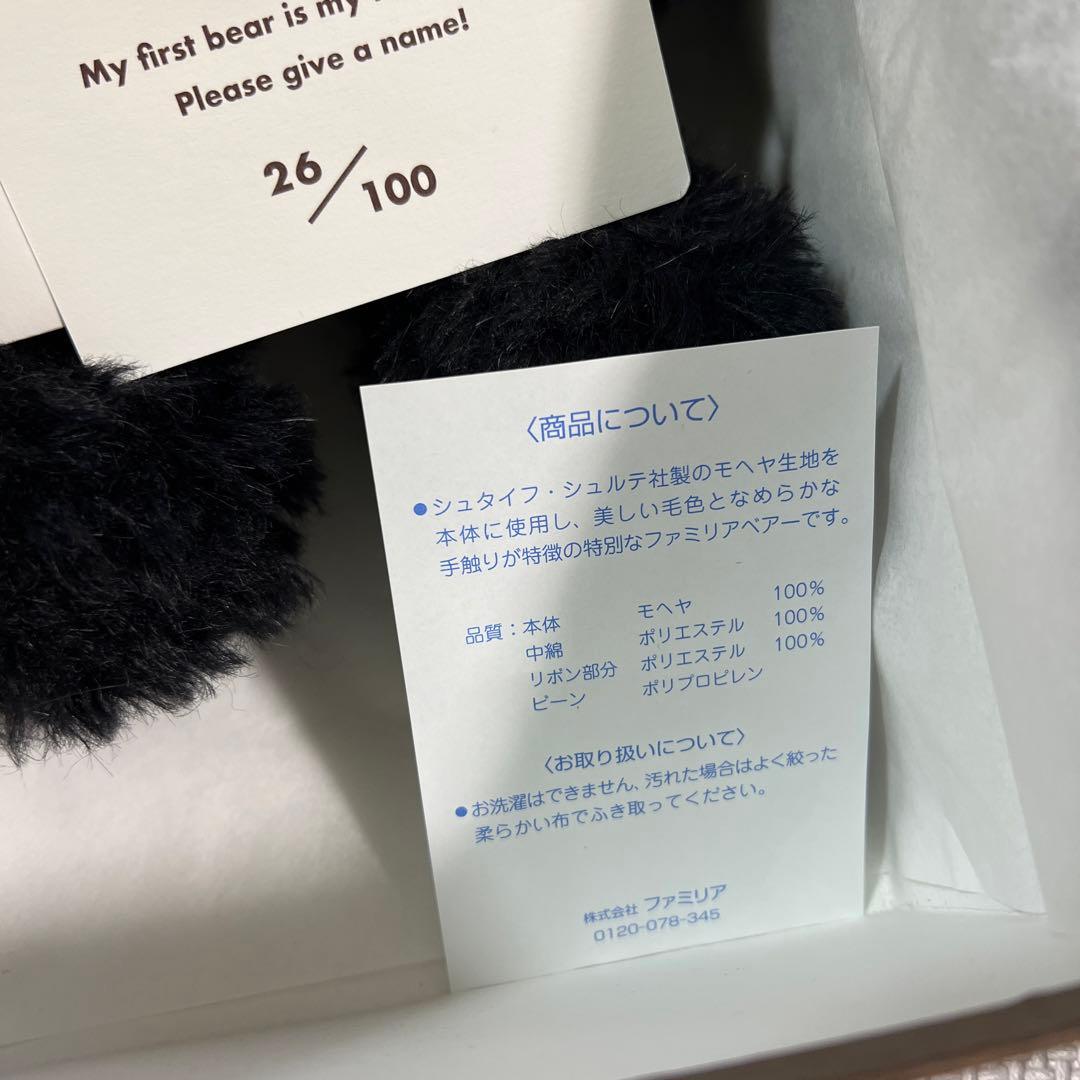 My first bear is my
Please give a name!
26/100
〈商品について〉
●シュタイフ・シュルテ社製のモヘヤ生地を
本体に使用し、美しい毛色となめらかな
手触りが特徴の特別なファミリアベアーです。
品質：本体 モヘヤ 100%
中綿 ポリエステル 100%
リボン部分 ポリエステル 100%
ビーン ポリプロピレン
〈お取り扱いについて〉
●お洗濯はできません、汚れた場合はよく絞った
柔らかい布でふき取ってください。
株式会社 ファミリア
0120-078-345